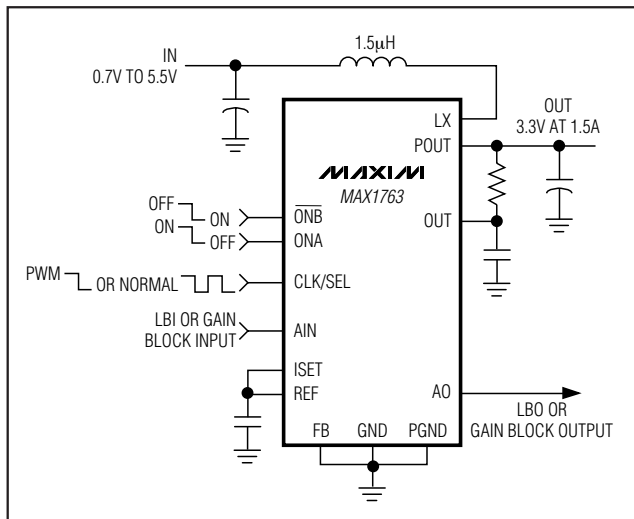 1.5μH
IN
0.7V TO 5.5V
OUT
3.3V AT 1.5A
LX
POUT
MAXIM
MAX1763
OFF ON
ONB
OUT
ON OFF
ONA
PWM OR NORMAL
CLK/SEL
LBI OR GAIN
BLOCK INPUT
AIN
ISET
REF
AO
LBO OR
GAIN BLOCK OUTPUT
FB GND PGND